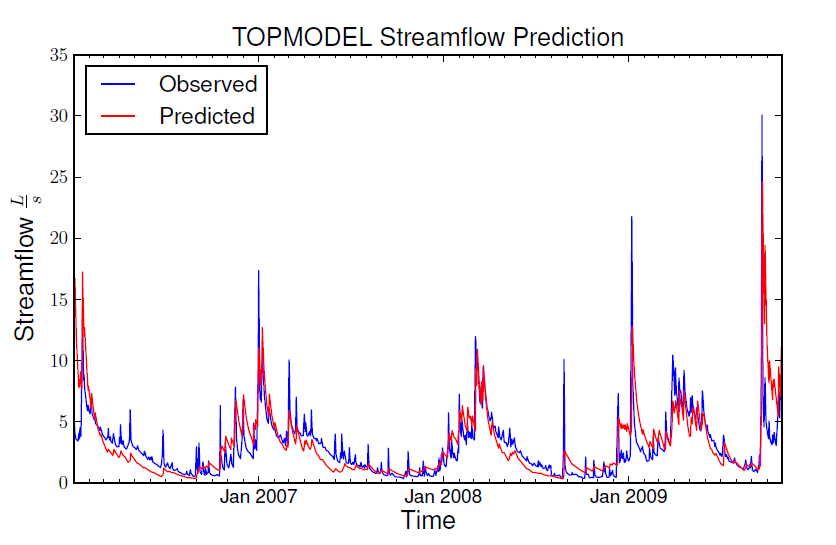 TOPMODEL Streamflow Prediction
35
30
25
20
15
10
5
0
Streamflow L/s
Observed
Predicted
Jan 2007
Jan 2008
Jan 2009
Time